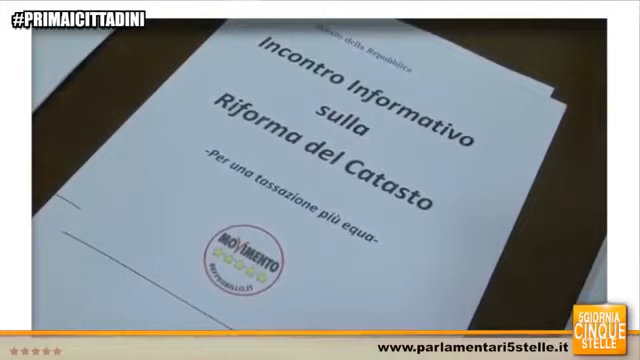 #PRIMAICITTADINI
Senato della Repubblica
Incontro Informativo
sulla
Riforma del Catasto
-Per una tassazione più equa-
MOVIMENTO
BEPPEGRILLO.IT
5GIORNIA
CINQUE
STELLE
www.parlamentari5stelle.it